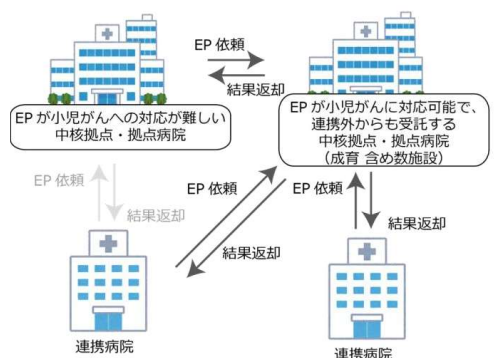 EP 依頼
結果返却
EP が小児がんへの対応が難しい
中核拠点・拠点病院
EP が小児がんに対応可能で、
連携外からも受託する
中核拠点・拠点病院
（成育 含め数施設）
EP 依頼
結果返却
EP 依頼
結果返却
EP 依頼
結果返却
連携病院
連携病院